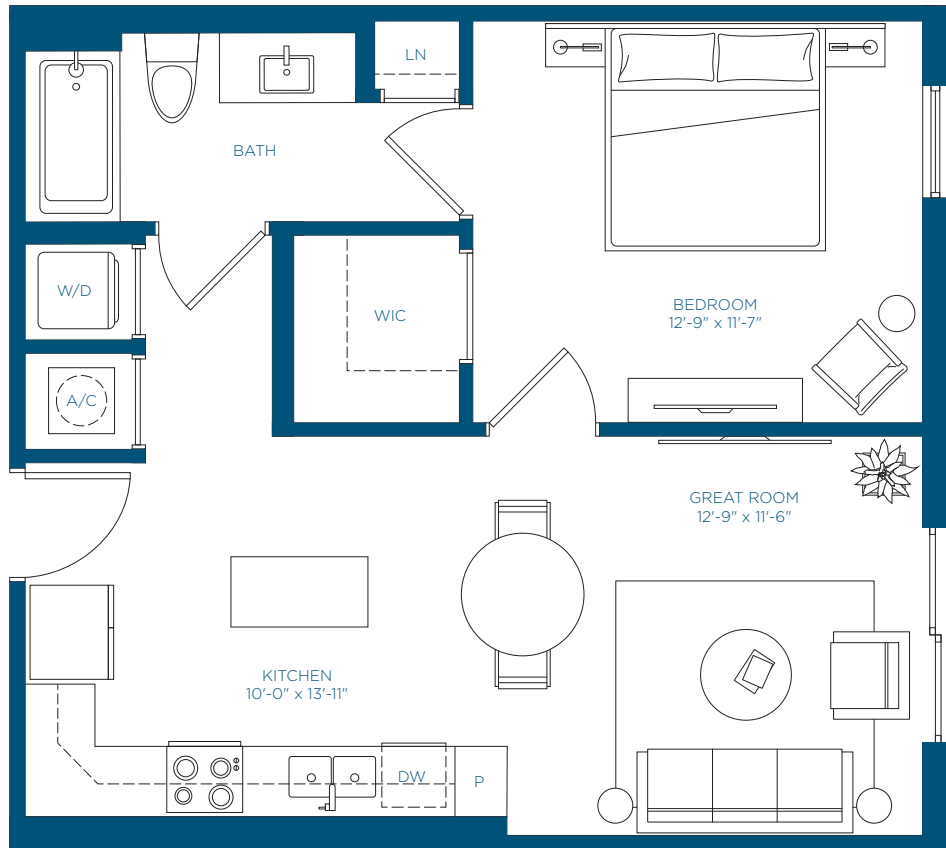 LN
BATH
W/D
WIC
BEDROOM
12'-9" x 11'-7"
A/C
GREAT ROOM
12'-9" x 11'-6"
KITCHEN
10'-0" x 13'-11"
DW
P